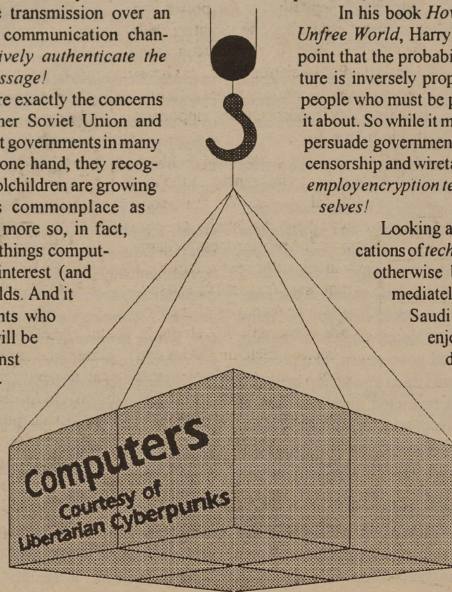 e transmission over an
communication chan-
ively authenticate the
ssage!
re exactly the concerns
ner Soviet Union and
t governments in many
one hand, they recog-
olchildren are growing
s commonplace as
more so, in fact,
things comput-
interest (and
lds. And it
nts who
ill be
nst
In his book How
Unfree World, Harry
point that the probabi
ture is inversely prop
people who must be p
it about. So while it m
persuade government
censorship and wireta
employ encryption te
selves!
Looking a
cations of tech
otherwise b
mediatel
Saudi
enj
d
Computers
Courtesy of
Libertarian Cyberpunks